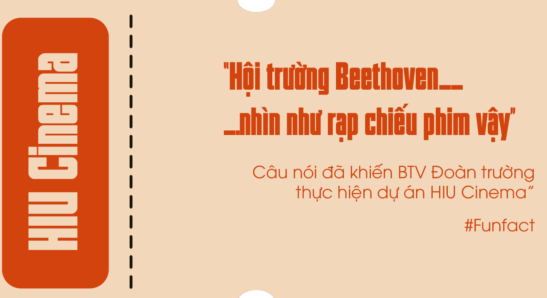 HIU Cinema
"Hội trường Beethoven.....
...nhìn như rạp chiếu phim vậy"
Câu nói đã khiến BTV Đoàn trường
thực hiện dự án HIU Cinema"
#Funfact